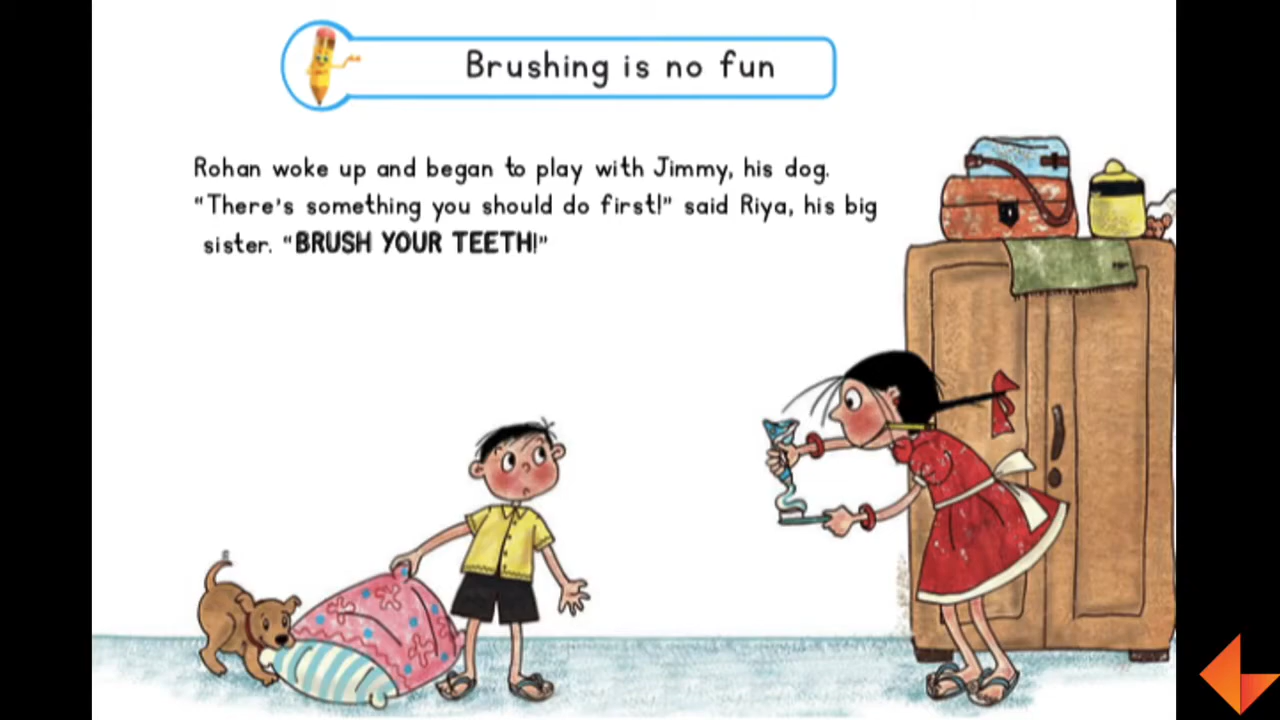 Brushing is no fun
Rohan woke up and began to play with Jimmy, his dog.
"There's something you should do first!" said Riya, his big
sister. "BRUSH YOUR TEETH!"